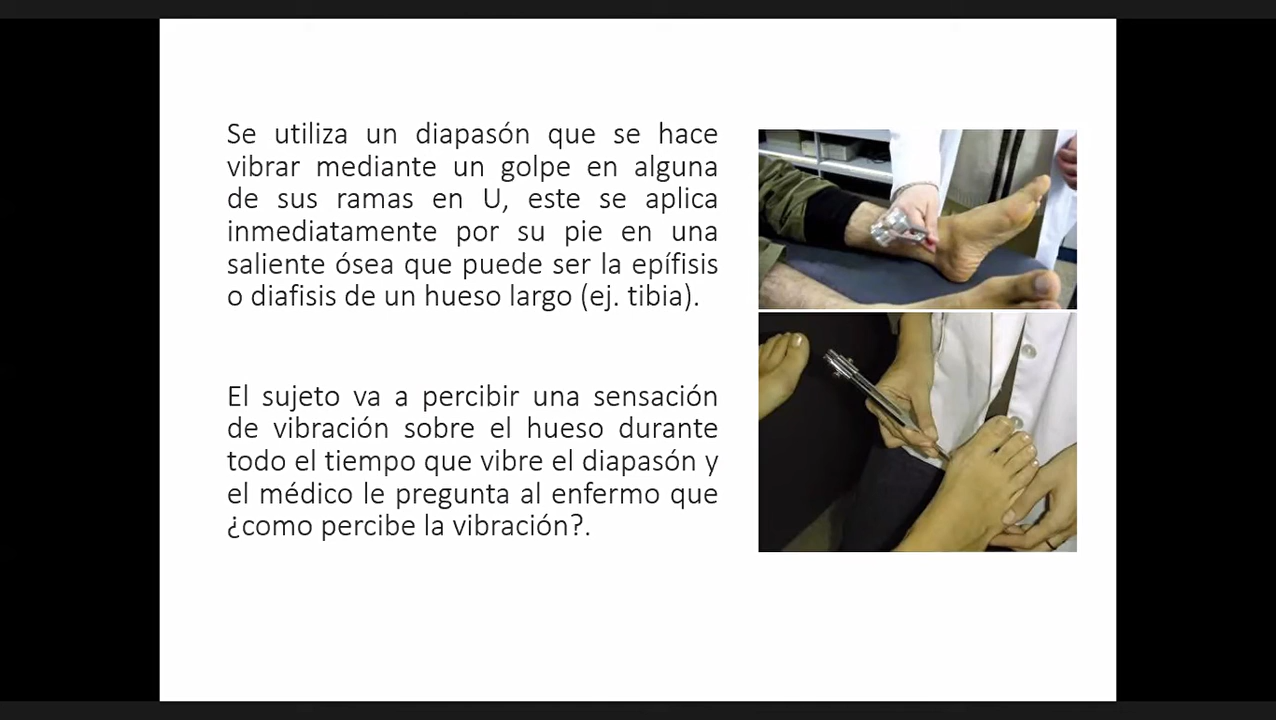 Se utiliza un diapasón que se hace
vibrar mediante un golpe en alguna
de sus ramas en U, este se aplica
inmediatamente por su pie en una
saliente ósea que puede ser la epífisis
o diafisis de un hueso largo (ej. tibia).
El sujeto va a percibir una sensación
de vibración sobre el hueso durante
todo el tiempo que vibre el diapasón y
el médico le pregunta al enfermo que
¿como percibe la vibración?.